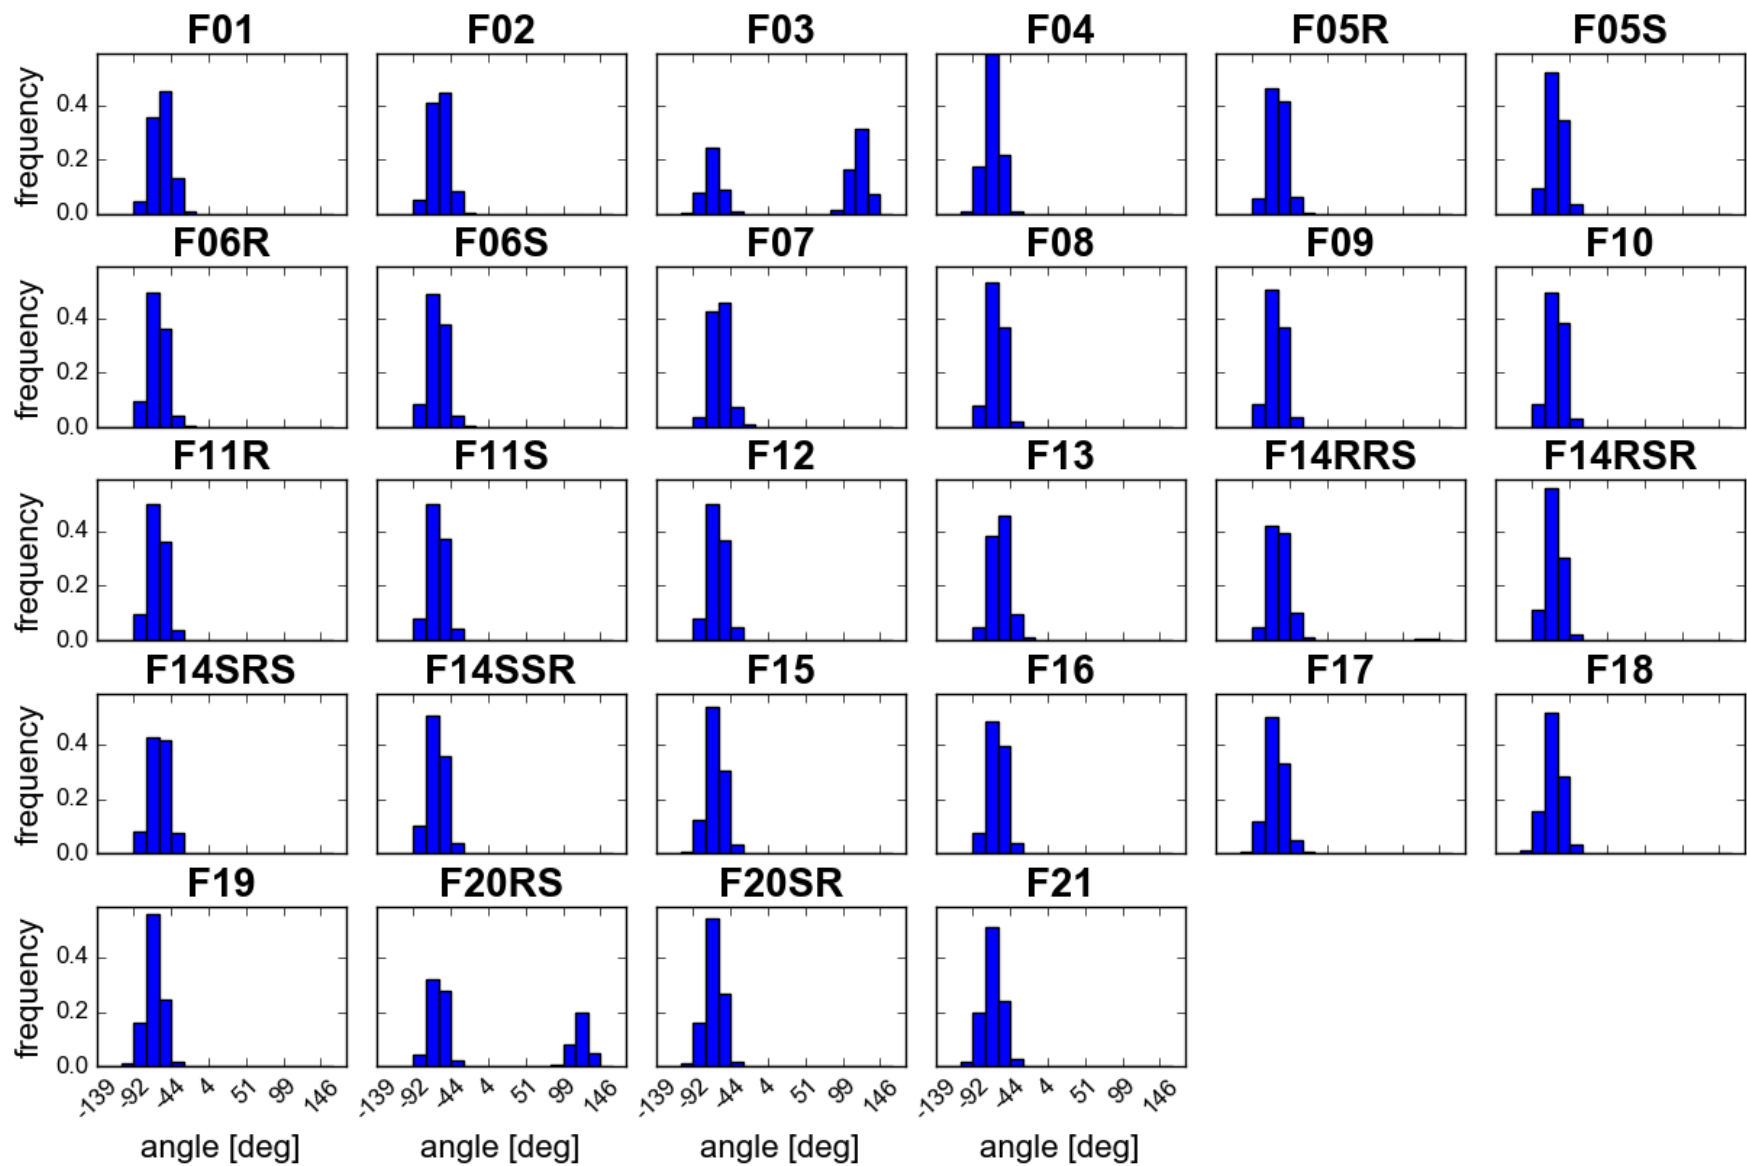 F01 F02 F03 F04 F05R F05S
frequency 0.4 0.2 0.0
F06R F06S F07 F08 F09 F10
frequency 0.4 0.2 0.0
F11R F11S F12 F13 F14RRS F14RSR
frequency 0.4 0.2 0.0
F14SRS F14SSR F15 F16 F17 F18
frequency 0.4 0.2 0.0
F19 F20RS F20SR F21
frequency 0.4 0.2 0.0
-139 -92 -44 4 51 99 146 -139 -92 -44 4 51 99 146 -139 -92 -44 4 51 99 146 -139 -92 -44 4 51 99 146
angle [deg] angle [deg] angle [deg] angle [deg]